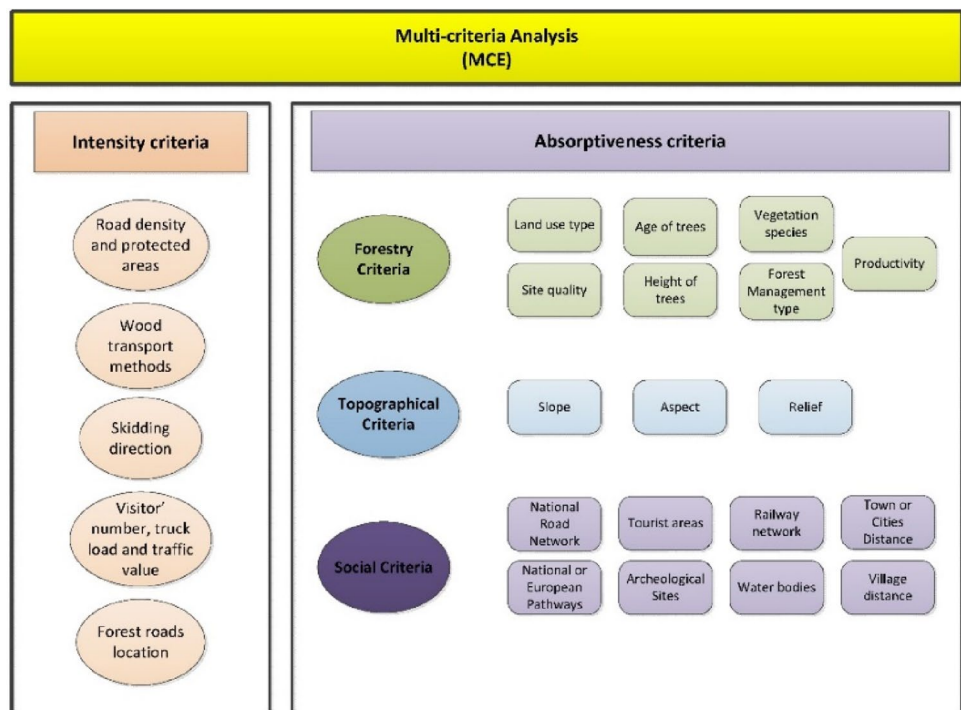 Multi-criteria Analysis
(MCE)
Intensity criteria
Road density
and protected
areas
Wood
transport
methods
Skidding
direction
Visitor’
number, truck
load and traffic
value
Forest roads
location
Absorptiveness criteria
Forestry
Criteria
Land use type
Age of trees
Vegetation
species
Productivity
Site quality
Height of
trees
Forest
Management
type
Topographical
Criteria
Slope
Aspect
Relief
Social Criteria
National
Road
Network
Tourist areas
Railway
network
Town or
Cities
Distance
National or
European
Pathways
Archeological
Sites
Water bodies
Village
distance